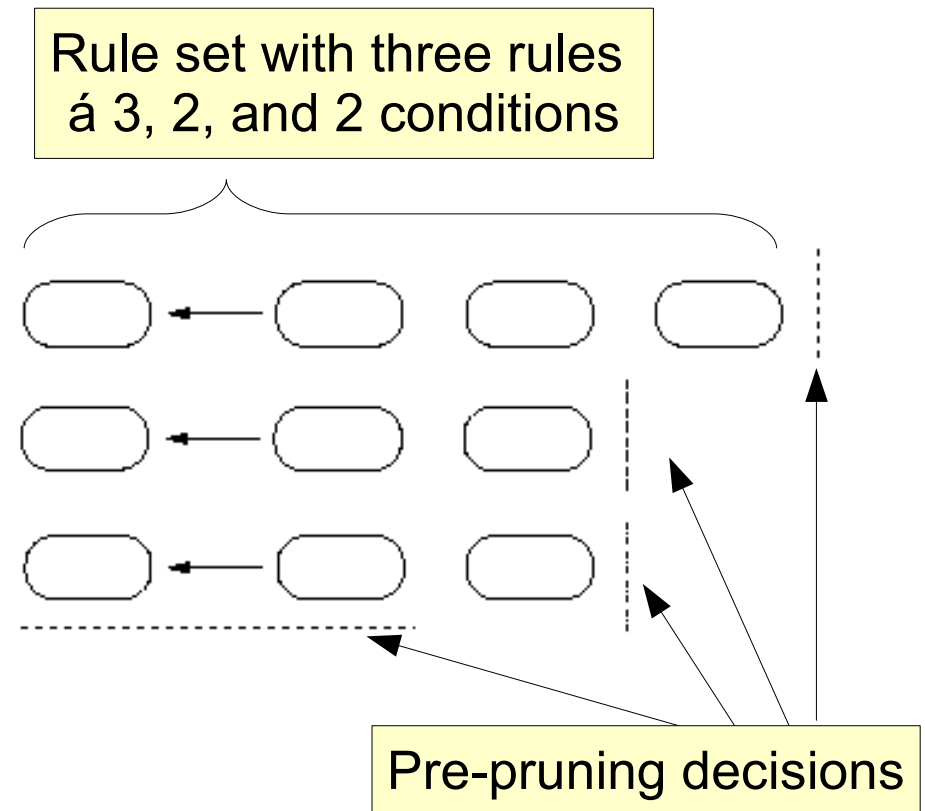 Rule set with three rules
á 3, 2, and 2 conditions
Pre-pruning decisions